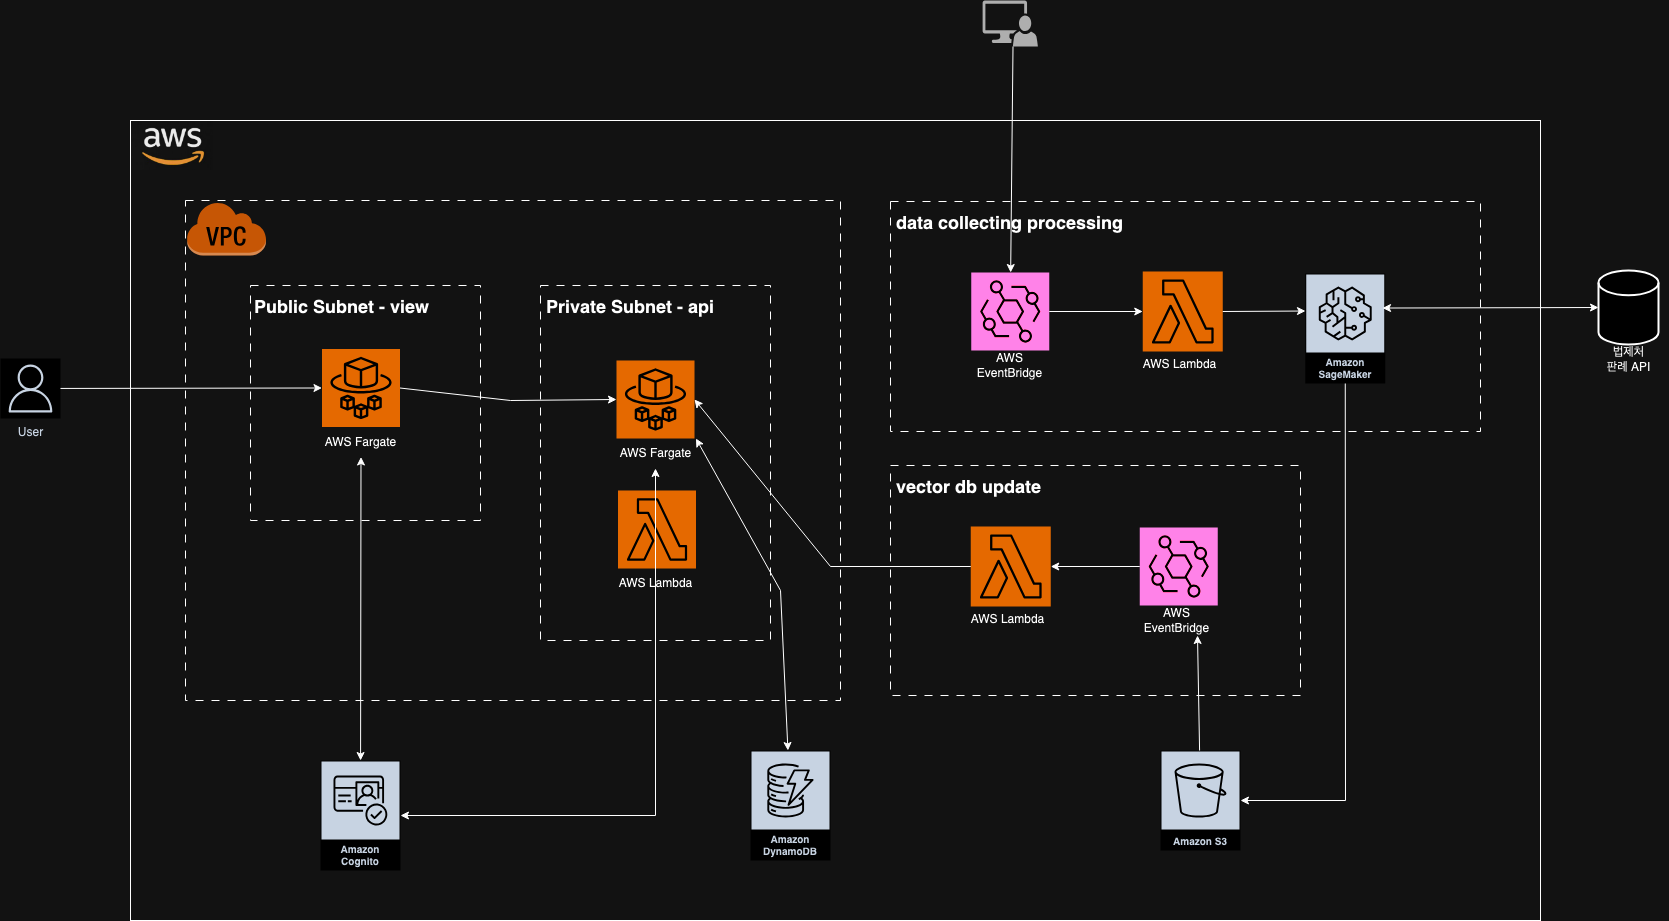 aws
VPC
data collecting processing
Public Subnet - view
Private Subnet - api
AWS
EventBridge
AWS Lambda
Amazon
SageMaker
법제처
판례 API
User
AWS Fargate
AWS Fargate
vector db update
AWS Lambda
AWS Lambda
AWS
EventBridge
Amazon
Cognito
Amazon
DynamoDB
Amazon S3